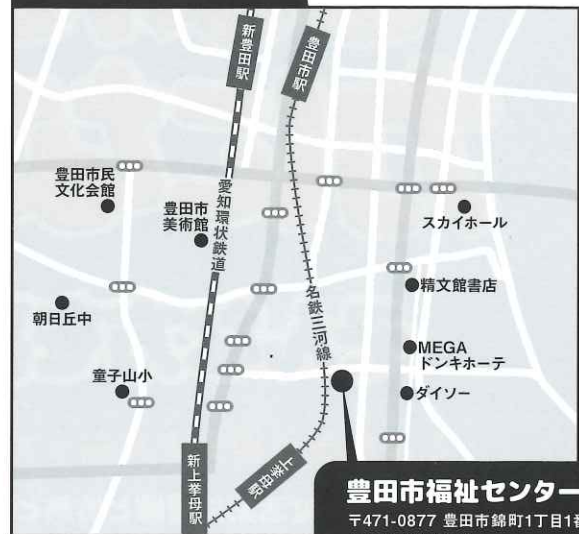 新豊田駅
豊田市駅
豊田市民
文化会館
豊田市
美術館
愛知環状鉄道
スカイホール
名鉄三河線
精文館書店
朝日丘中
MEGA
ドンキホーテ
童子山小
ダイソー
新上挙母駅
上挙母駅
豊田市福祉センター
〒471-0877 豊田市錦町1丁目1番